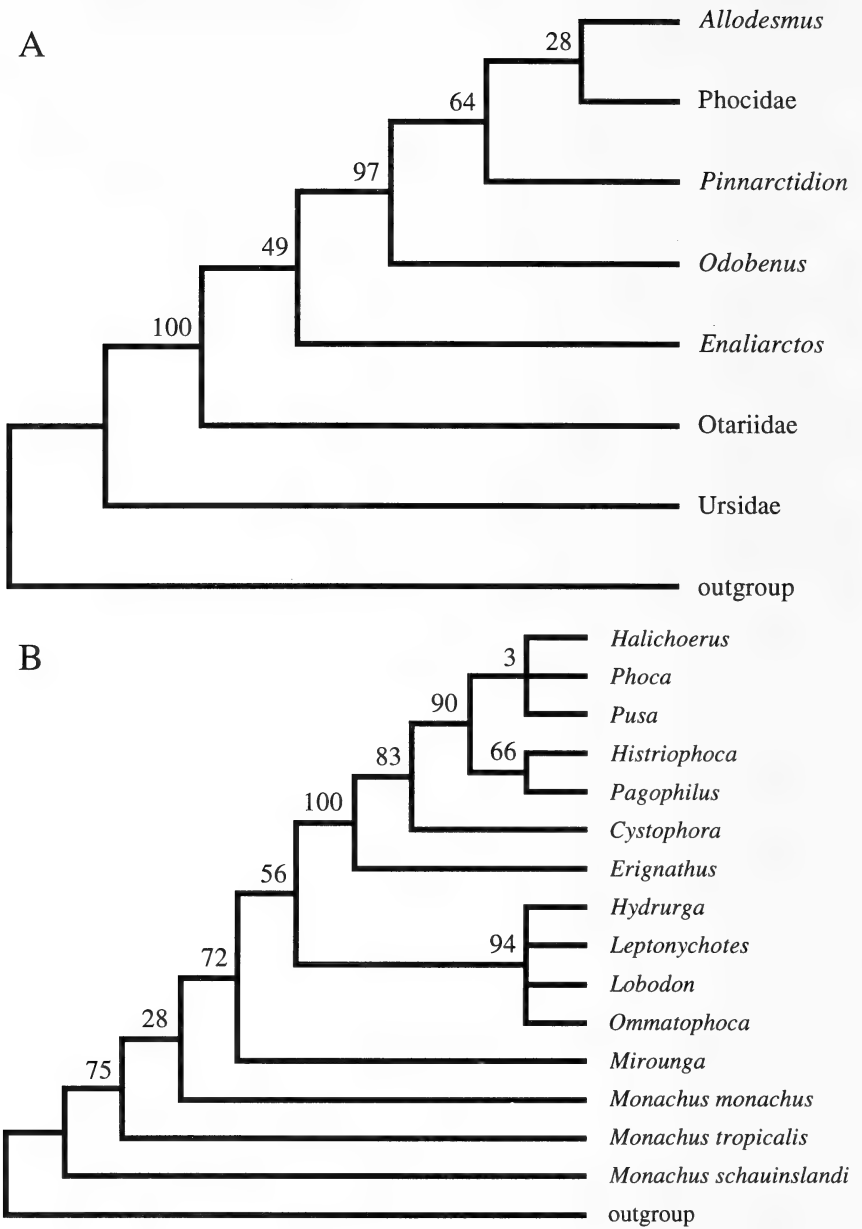 A
Allodesmus
28
Phocidae
64
Pinnarctidion
97
Odobenus
49
Enaliarctos
100
Otariidae
Ursidae
outgroup
B
Halichoerus
3
Phoca
Pusa
90
66
Histriophoca
83
Pagophilus
100
Cystophora
Erignathus
56
Hydrurga
94
Leptonychotes
72
Lobodon
28
Ommatophoca
75
Mirounga
Monachus monachus
Monachus tropicalis
Monachus schauinslandi
outgroup